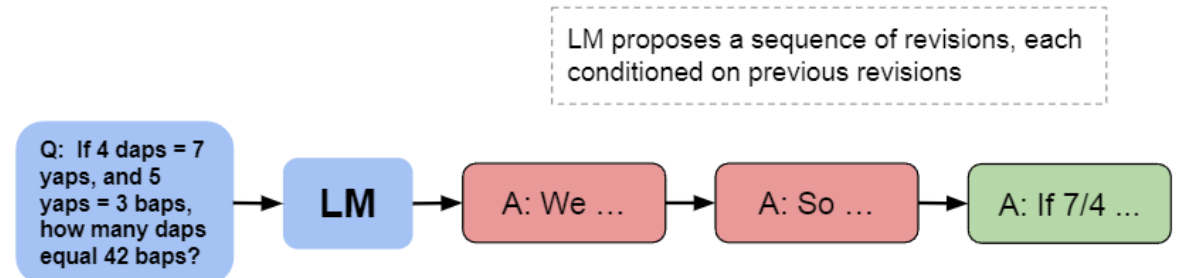 LM proposes a sequence of revisions, each
conditioned on previous revisions
Q: If 4 daps = 7
yaps, and 5
yaps = 3 baps,
how many daps
equal 42 baps?
LM
A: We ...
A: So ...
A: If 7/4 ...